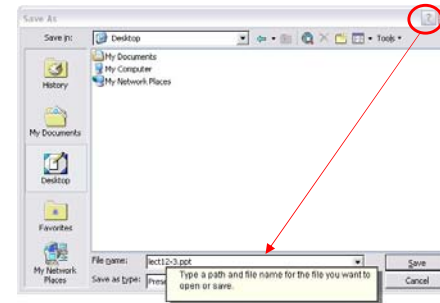 Save As
?
Save in:
Desktop
Tools
My Documents
My Computer
My Network Places
History
My Documents
Desktop
Favorites
My Network
Places
File name:
lect12-3.ppt
Save
Save as type:
Prese
Cancel
Type a path and file name for the file you want to
open or save.